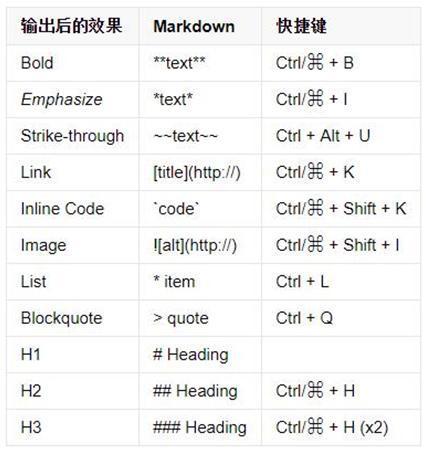 输出后的效果 Markdown 快捷键
Bold **text** Ctrl/⌘ + B
Emphasize *text* Ctrl/⌘ + I
Strike-through ~~text~~ Ctrl + Alt + U
Link [title](http://) Ctrl/⌘ + K
Inline Code `code` Ctrl/⌘ + Shift + K
Image ![alt](http://) Ctrl/⌘ + Shift + I
List * item Ctrl + L
Blockquote > quote Ctrl + Q
H1 # Heading
H2 ## Heading Ctrl/⌘ + H
H3 ### Heading Ctrl/⌘ + H (x2)